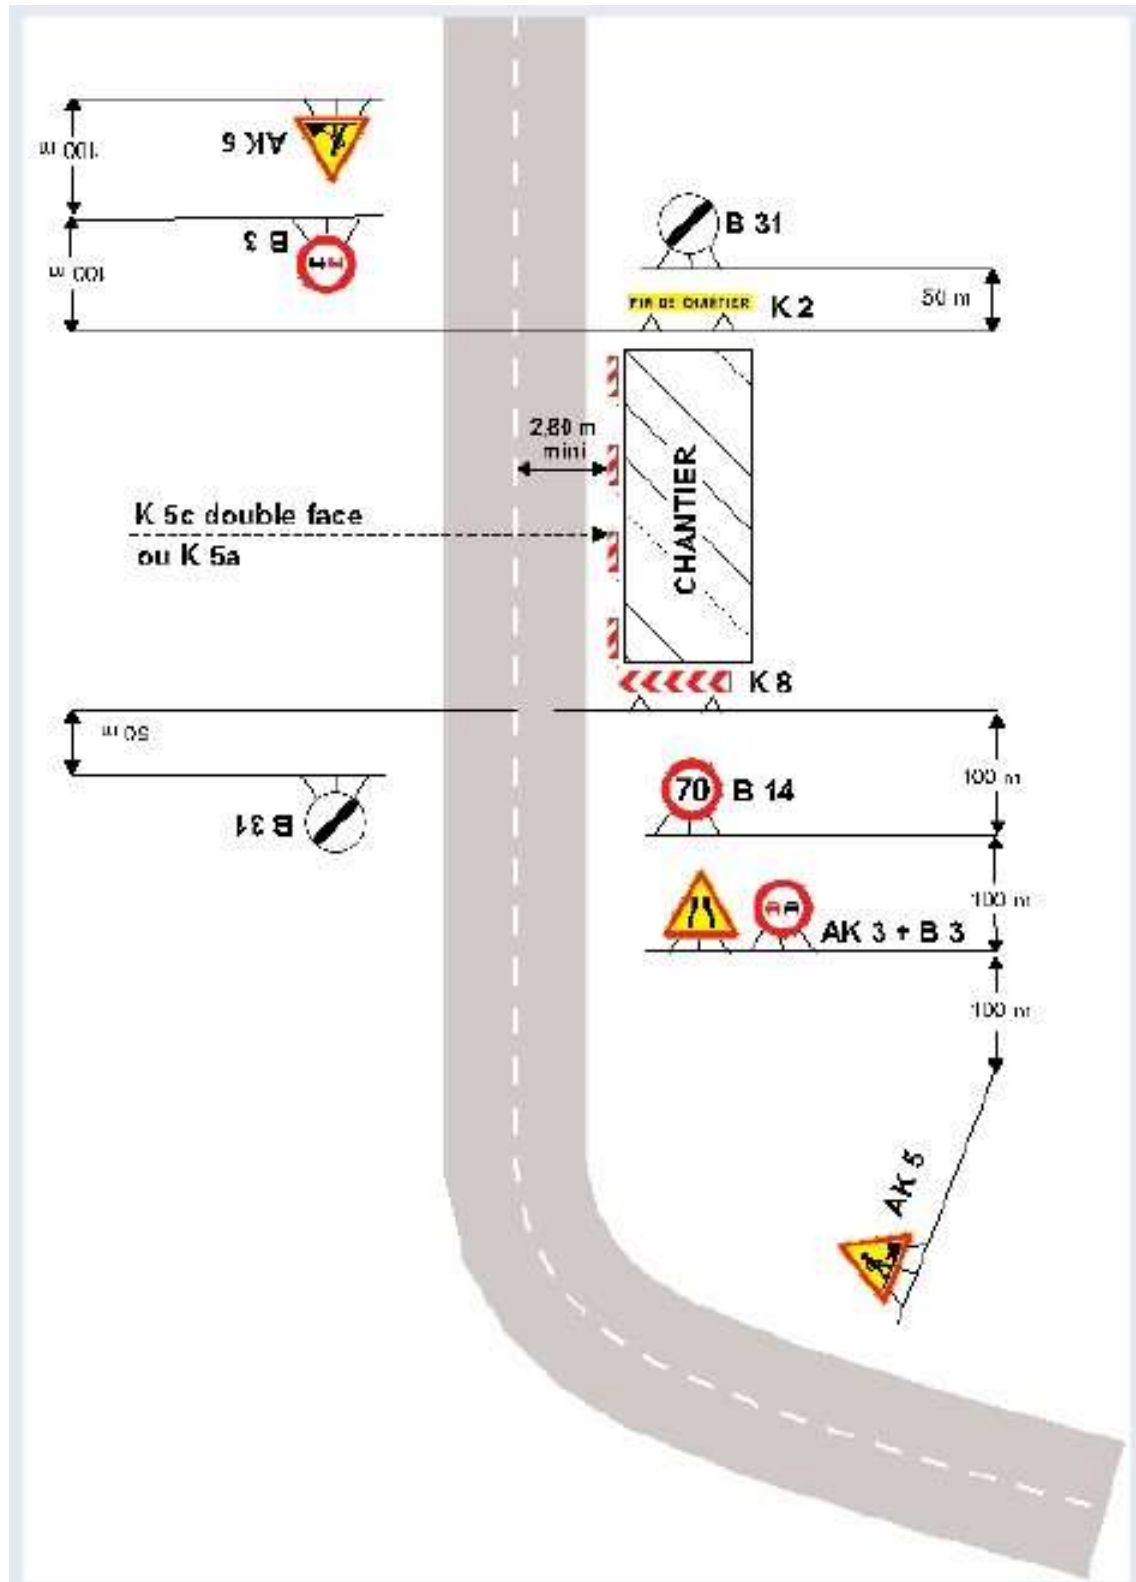 AK 5
100 m
B 3
100 m
B 31
FIN DE CHANTIER
K 2
50 m
2,80 m
mini
CHANTIER
K 5c double face
ou K 5a
K 8
50 m
B 31
100 m
70
B 14
100 m
AK 3 + B 3
100 m
AK 5